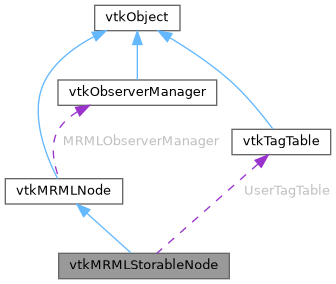 vtkObject
vtkObserverManager
MRMLObserverManager
vtkTagTable
vtkMRMLNode
UserTagTable
vtkMRMLStorableNode